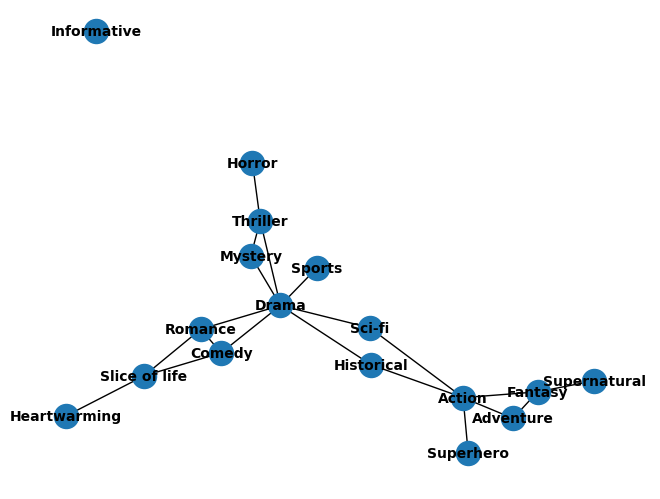 Informative
Horror
Thriller
Mystery
Sports
Drama
Romance
Sci-fi
Comedy
Historical
Slice of life
Supernatural
Fantasy
Action
Heartwarming
Adventure
Superhero